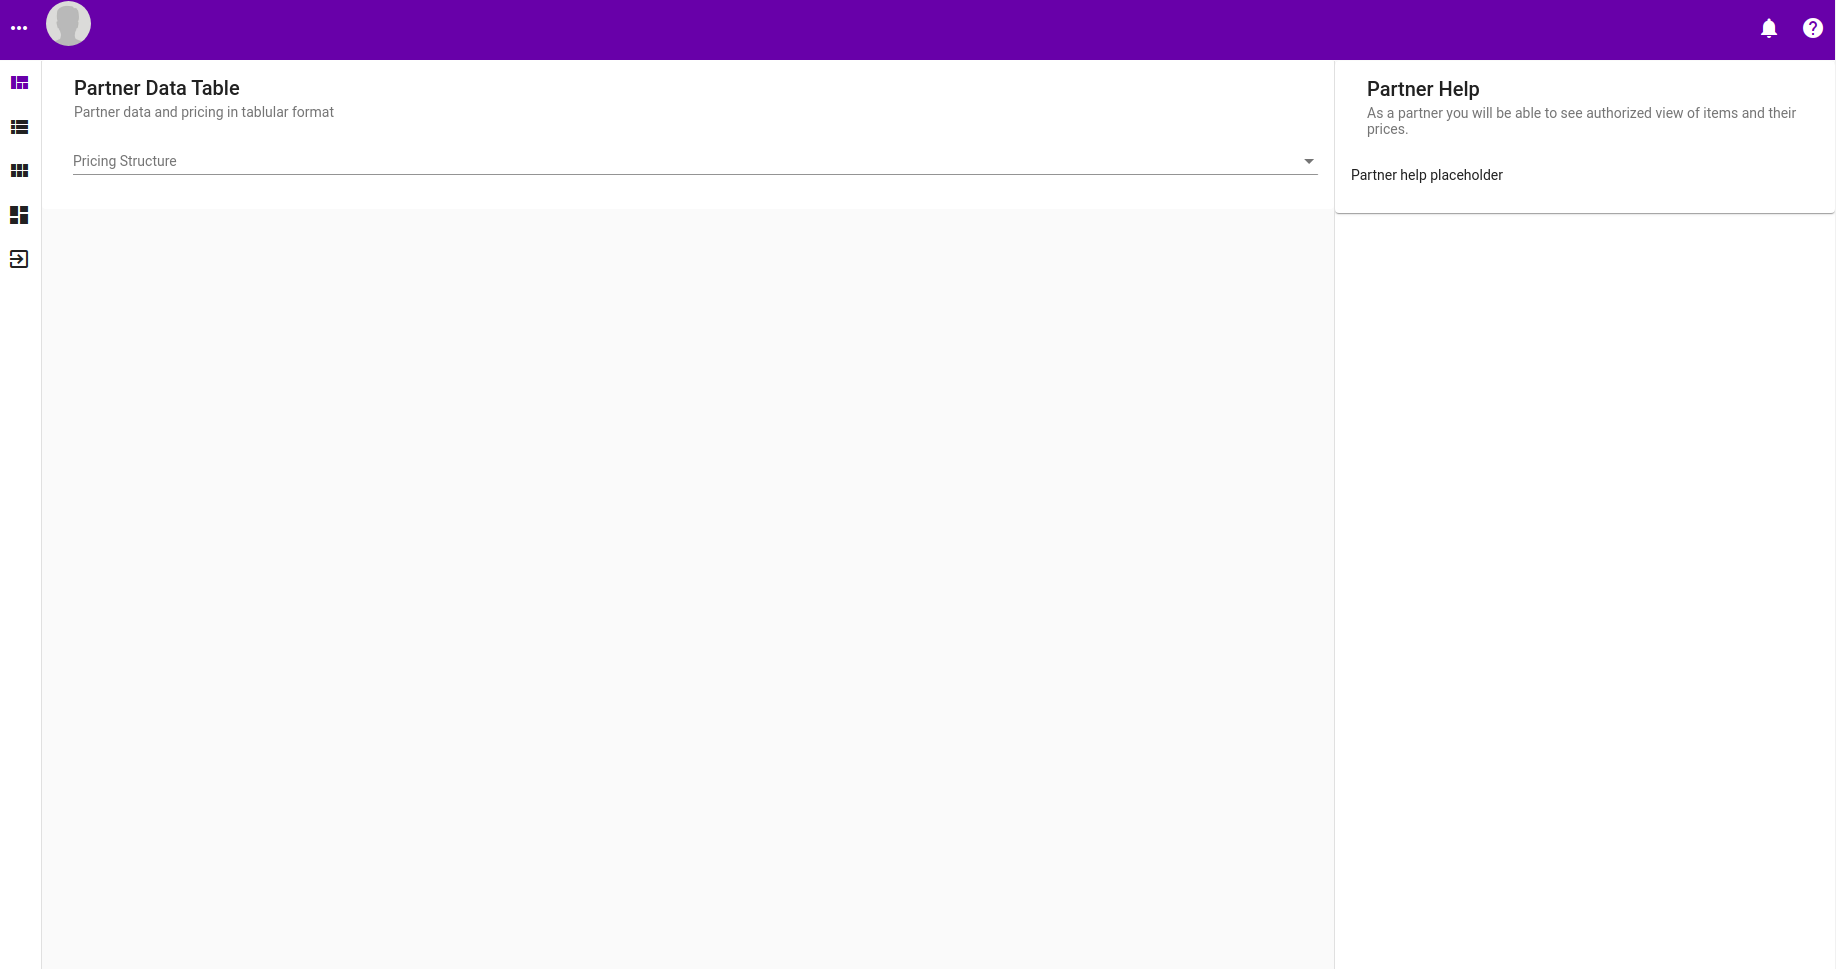 Partner Data Table
Partner data and pricing in tablular format
Pricing Structure
Partner Help
As a partner you will be able to see authorized view of items and their
prices.
Partner help placeholder